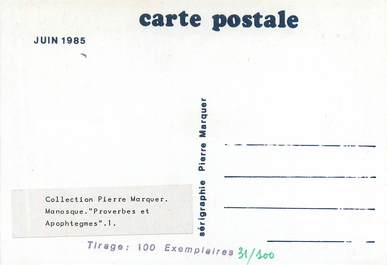 carte postale
JUIN 1985
sérigraphie Pierre Marquer
Collection Pierre Marquer.
Manosque."Proverbes et
Apophtegmes".1.
Tirage: 100 Exemplaires 31/100